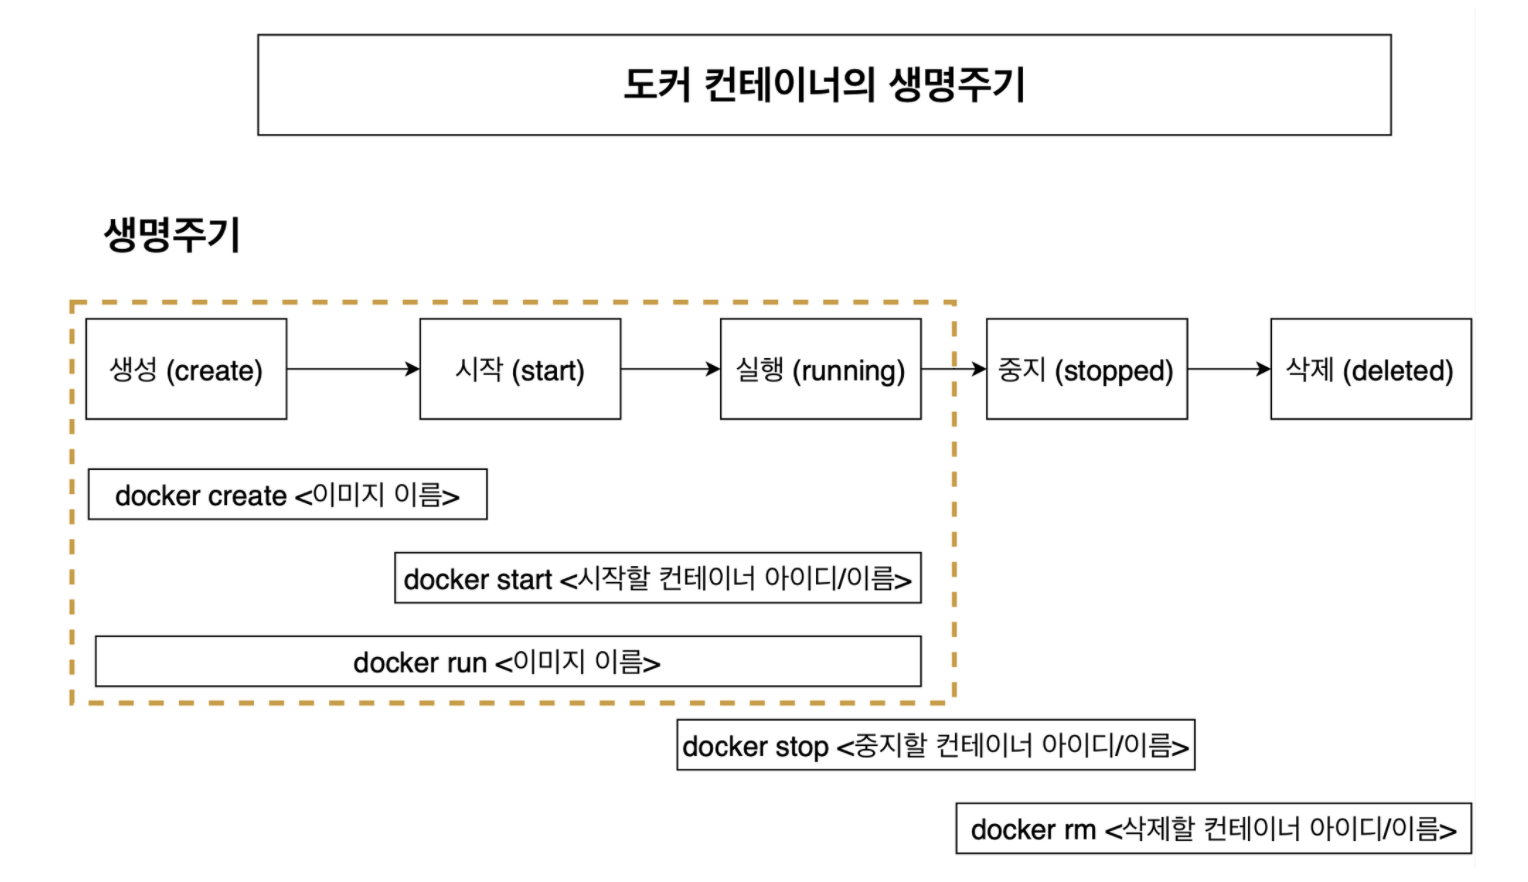 도커 컨테이너의 생명주기
생명주기
생성 (create)
시작 (start)
실행 (running)
중지 (stopped)
삭제 (deleted)
docker create <이미지 이름>
docker start <시작할 컨테이너 아이디/이름>
docker run <이미지 이름>
docker stop <중지할 컨테이너 아이디/이름>
docker rm <삭제할 컨테이너 아이디/이름>